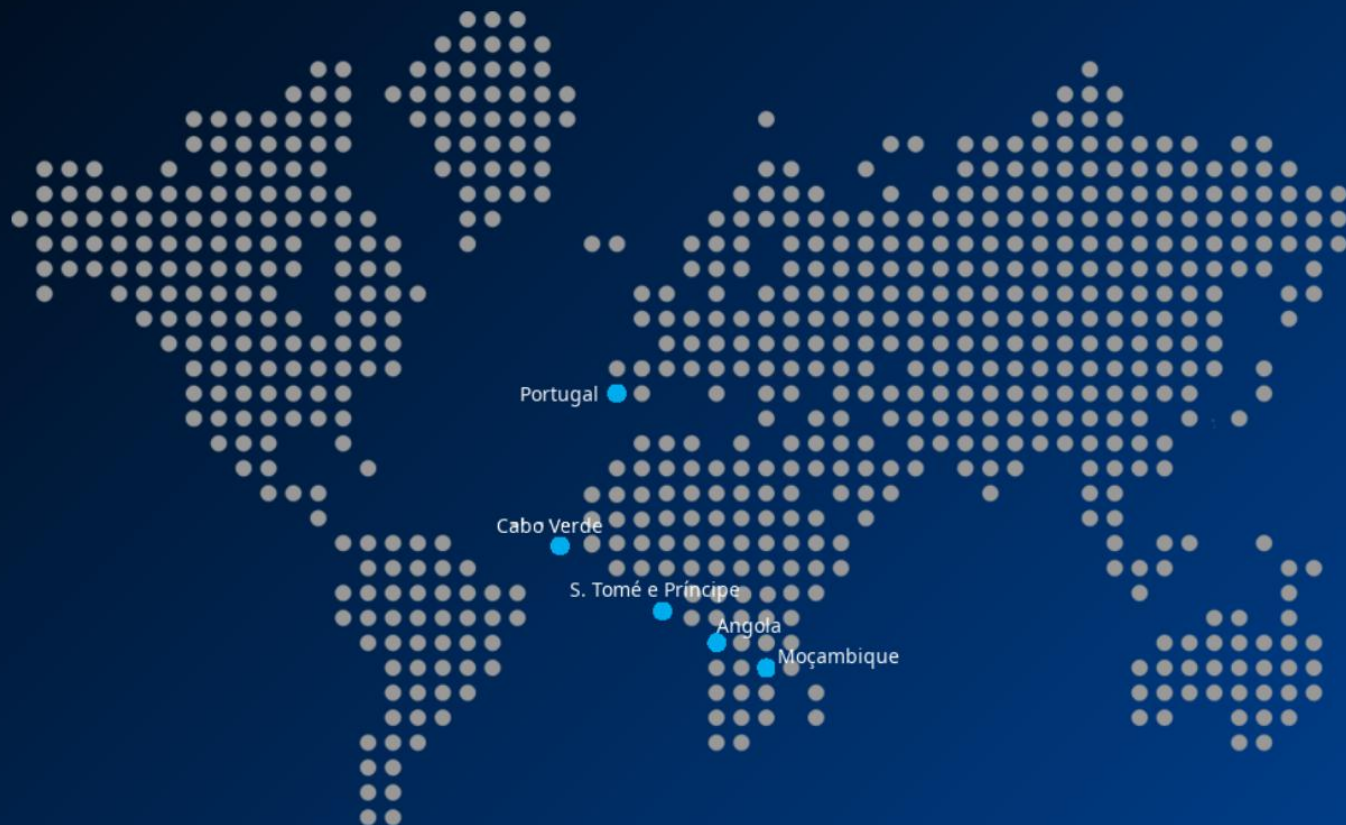 Portugal
Cabo Verde
S. Tomé e Príncipe
Angola
Moçambique